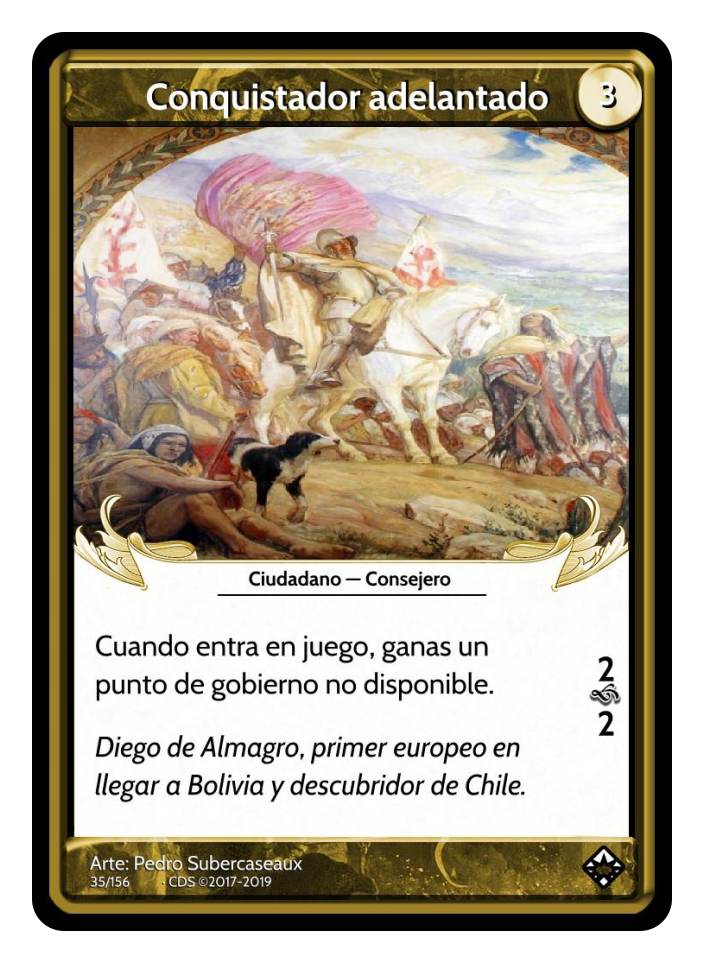 Conquistador adelantado
3
Ciudadano — Consejero
Cuando entra en juego, ganas un
punto de gobierno no disponible.
2
2
Diego de Almagro, primer europeo en
llegar a Bolivia y descubridor de Chile.
Arte: Pedro Subercaseaux
35/156 · CDS ©2017-2019